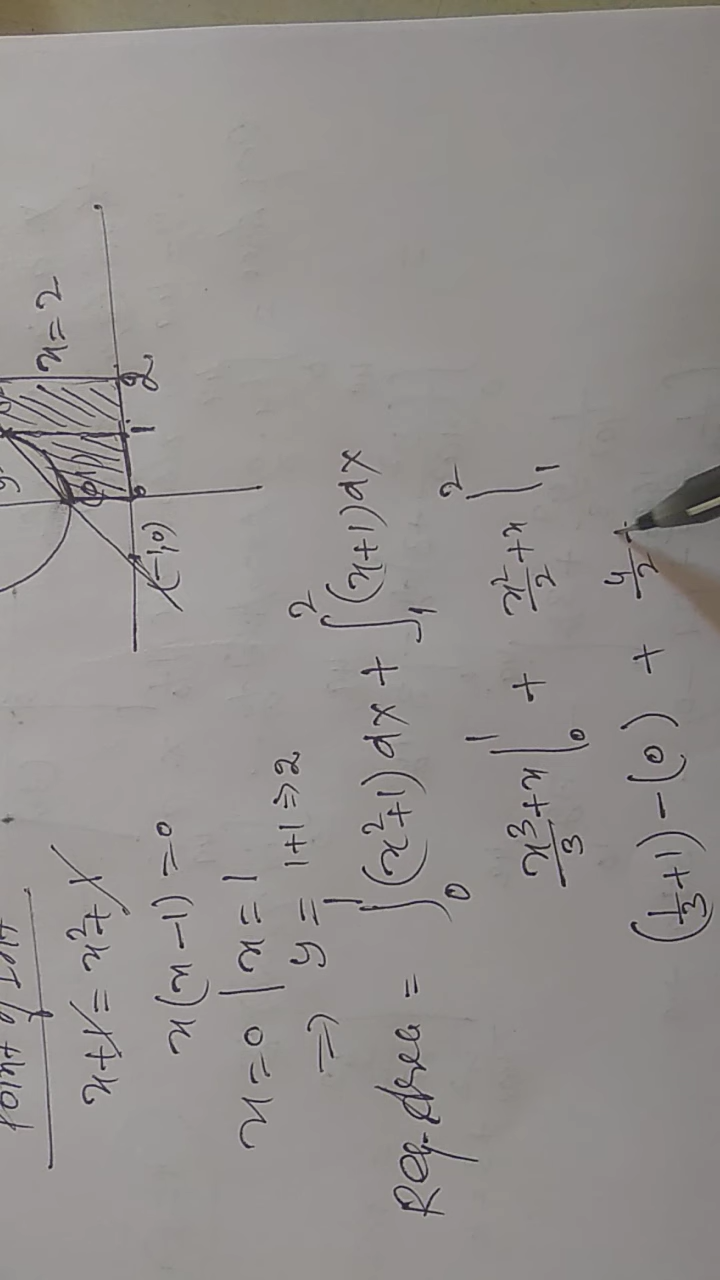 x = 2
(0,1)
0 1 2
(-1,0)
Point of Int
x+1 = x²+1
x(x-1) = 0
x = 0 | x = 1
⇒ y = 1+1 ⇒ 2
Req. Area = ∫₀¹ (x²+1) dx + ∫₁² (x+1) dx
x³/3 + x |₀¹ + x²/2 + x |₁²
(1/3 + 1) - (0) + 4/2